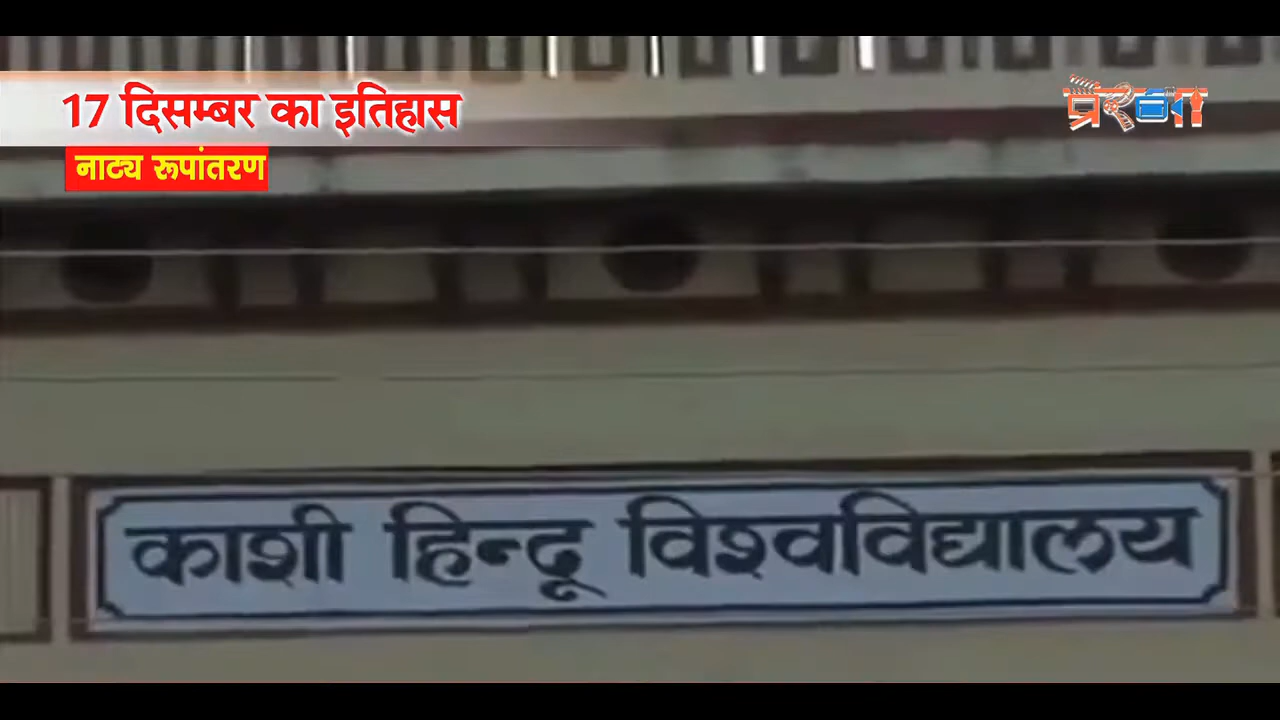 17 दिसम्बर का इतिहास
नाट्य रूपांतरण
काशी हिन्दू विश्वविद्यालय